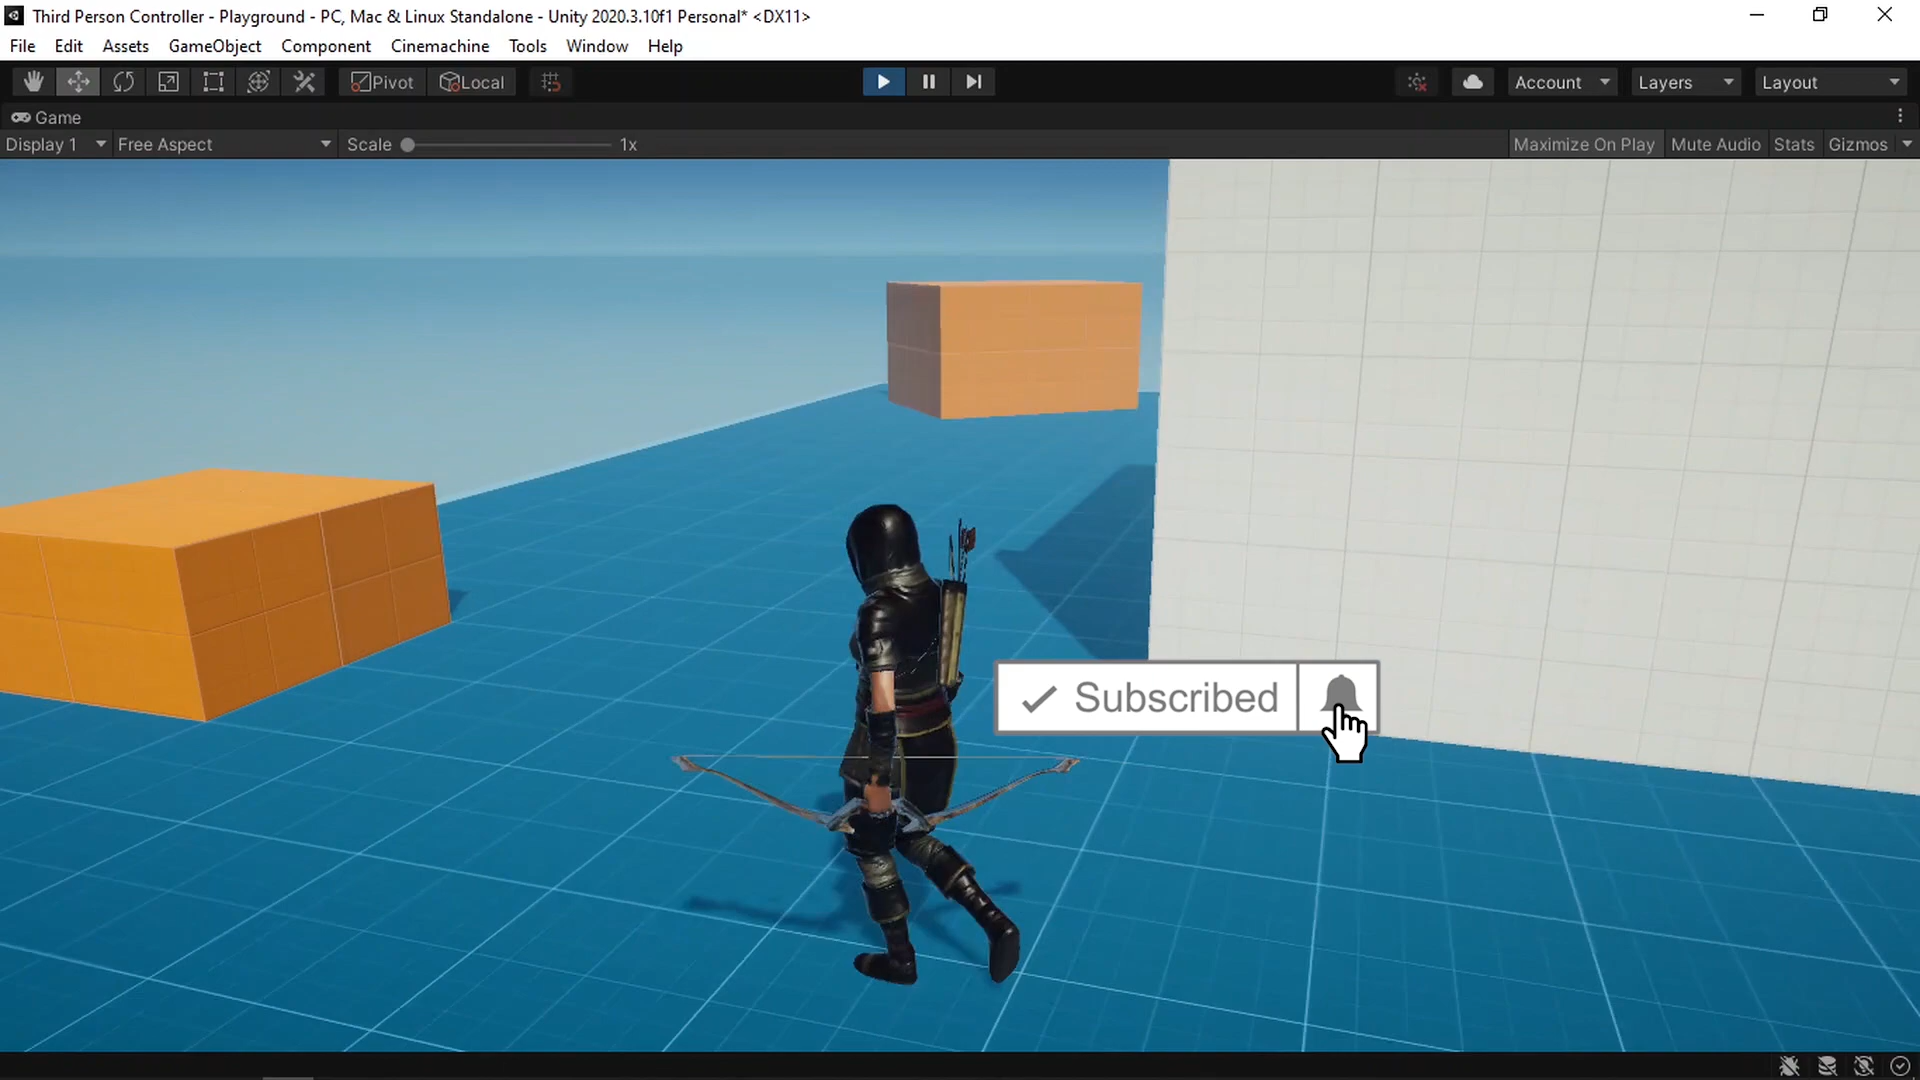 Third Person Controller - Playground - PC, Mac & Linux Standalone - Unity 2020.3.10f1 Personal* <DX11>
File Edit Assets GameObject Component Cinemachine Tools Window Help
Pivot Local Account Layers Layout
Game
Display 1 Free Aspect Scale 1x Maximize On Play Mute Audio Stats Gizmos
Subscribed